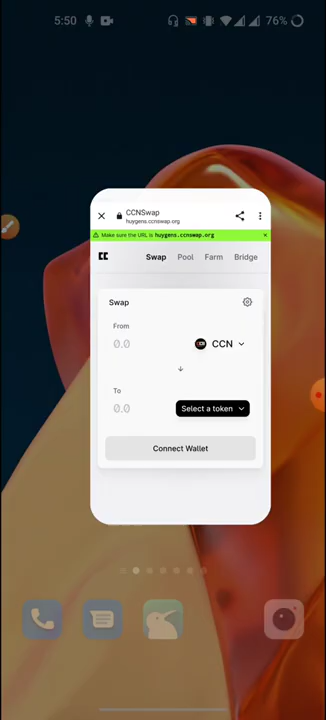 5:50
76%
CCNSwap
huygens.ccnswap.org
Make sure the URL is huygens.ccnswap.org
Swap Pool Farm Bridge
Swap
From
0.0 CCN
To
0.0 Select a token
Connect Wallet